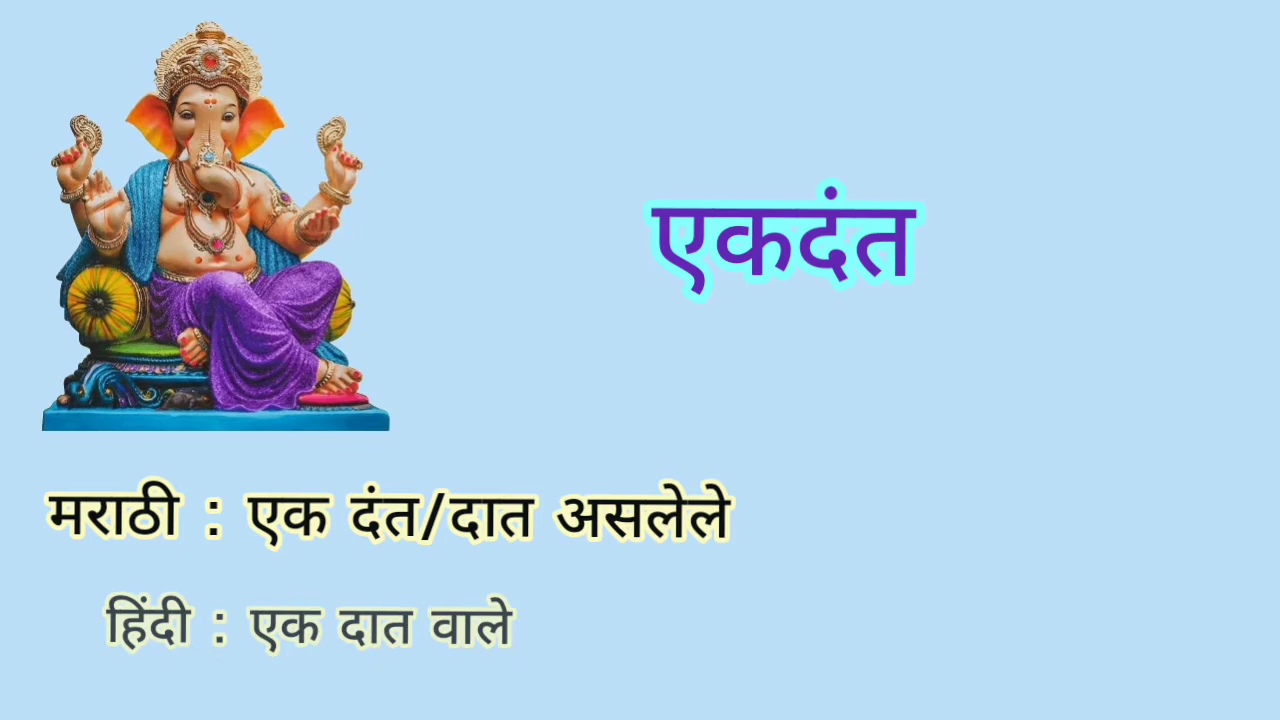 एकदंत
मराठी : एक दंत/दात असलेले
हिंदी : एक दात वाले